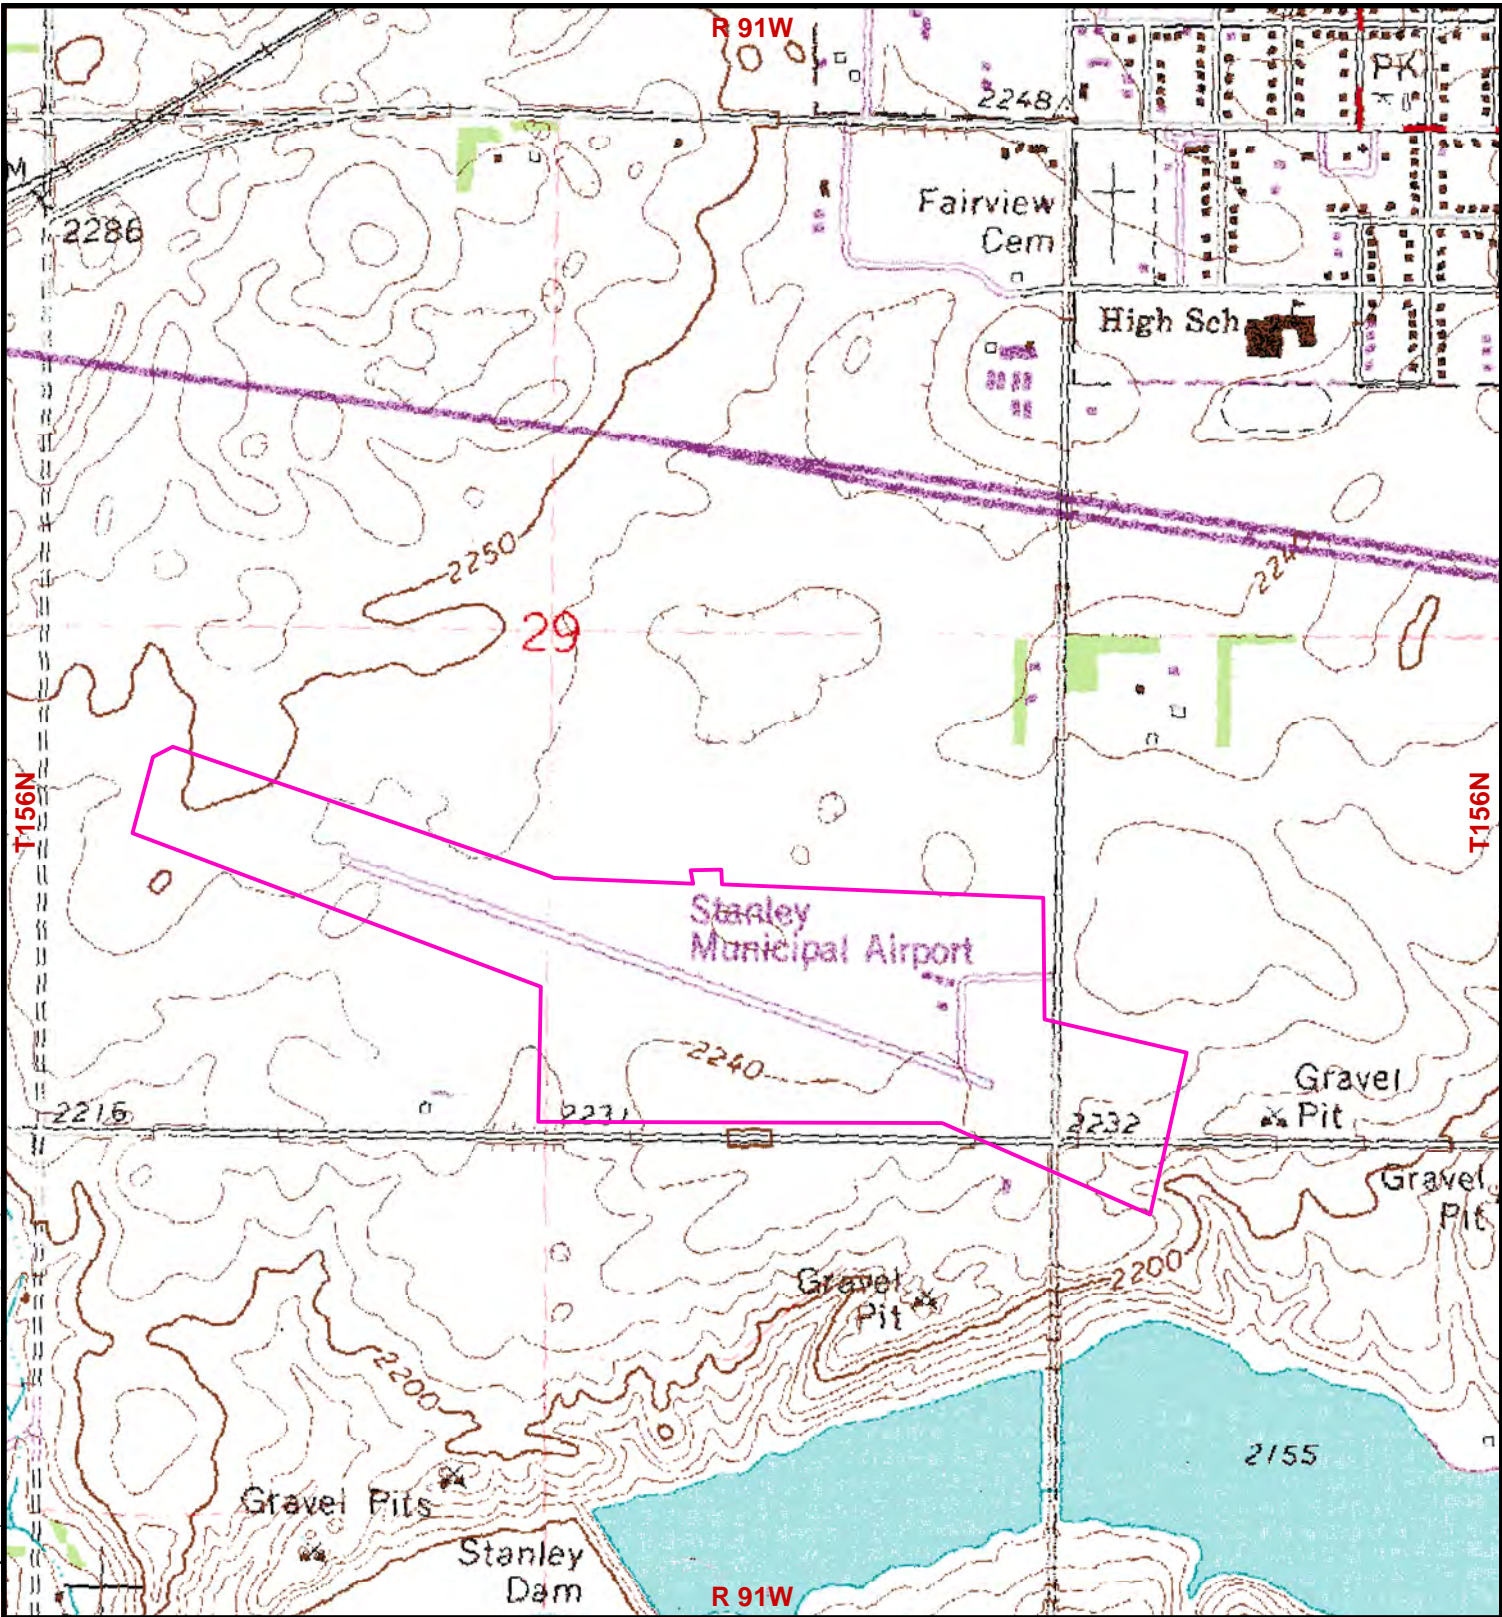 R 91W
2248
PK
M
2286
Fairview
Cem
High Sch
2250
29
T156N
T156N
Stanley
Municipal Airport
2240
Gravel
Pit
2216
2231
2232
Gravel
Pit
Gravel
Pit
2200
2200
2155
Gravel Pits
Stanley
Dam
R 91W